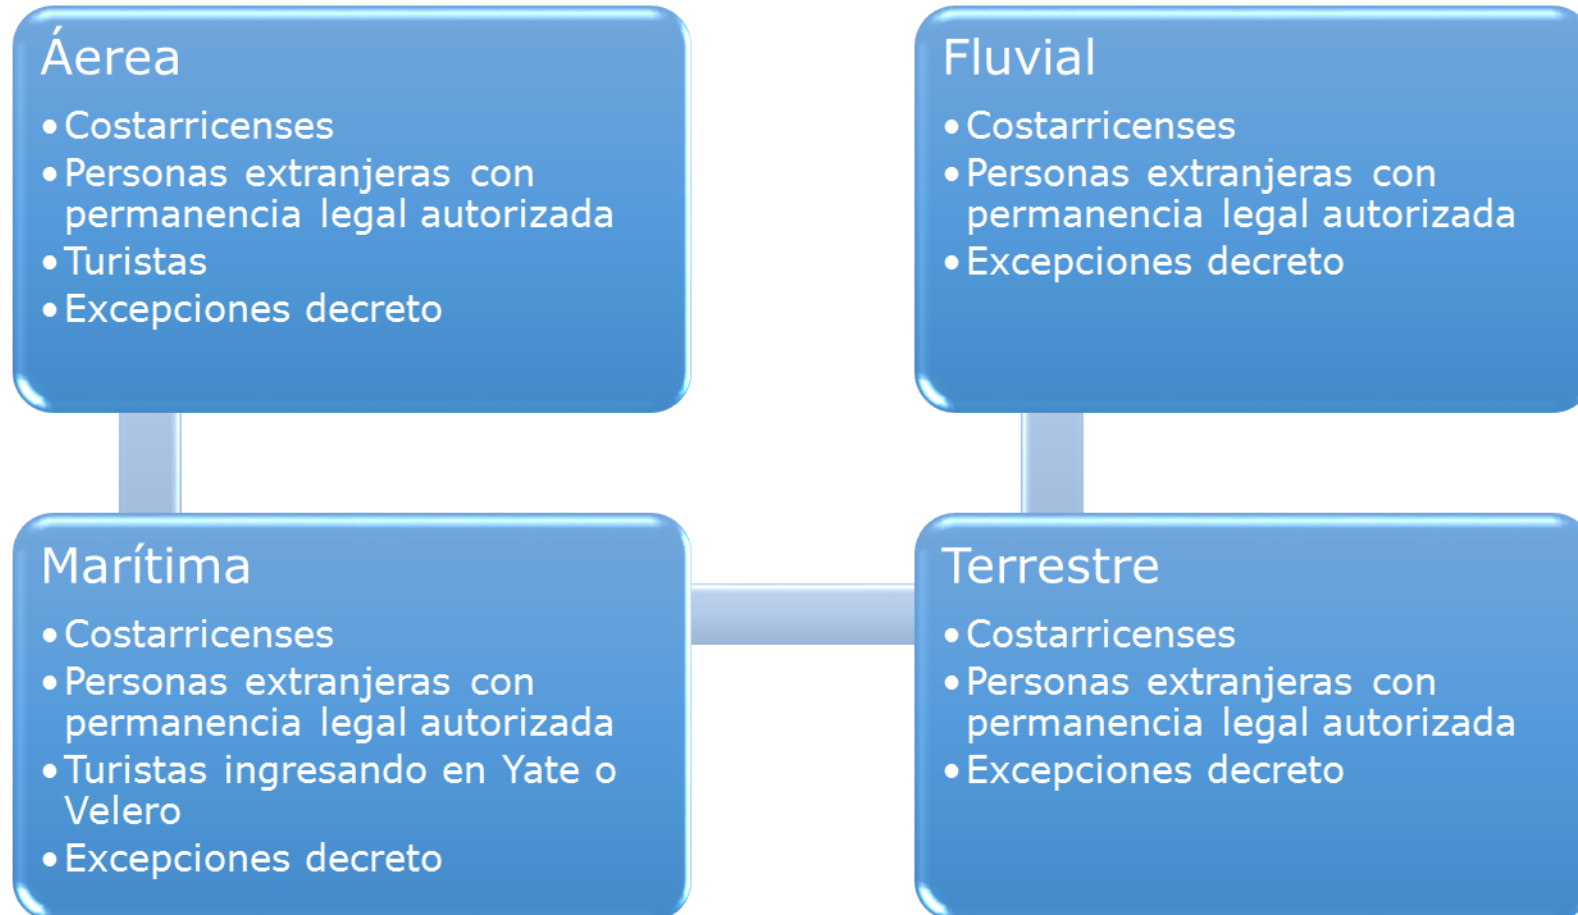 Áerea
•Costarricenses
•Personas extranjeras con
permanencia legal autorizada
•Turistas
•Excepciones decreto
Marítima
•Costarricenses
•Personas extranjeras con
permanencia legal autorizada
•Turistas ingresando en Yate o
Velero
•Excepciones decreto
Terrestre
•Costarricenses
•Personas extranjeras con
permanencia legal autorizada
•Excepciones decreto
Fluvial
•Costarricenses
•Personas extranjeras con
permanencia legal autorizada
•Excepciones decreto